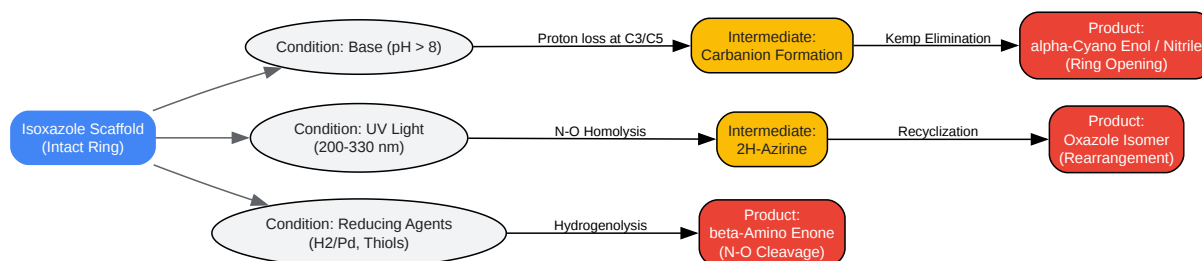 Isoxazole Scaffold
(Intact Ring)
Condition: Base (pH > 8)
Proton loss at C3/C5
Intermediate:
Carbanion Formation
Kemp Elimination
Product:
alpha-Cyano Enol / Nitrile
(Ring Opening)
Condition: UV Light
(200-330 nm)
N-O Homolysis
Intermediate:
2H-Azirine
Recyclization
Product:
Oxazole Isomer
(Rearrangement)
Condition: Reducing Agents
(H2/Pd, Thiols)
Hydrogenolysis
Product:
beta-Amino Enone
(N-O Cleavage)